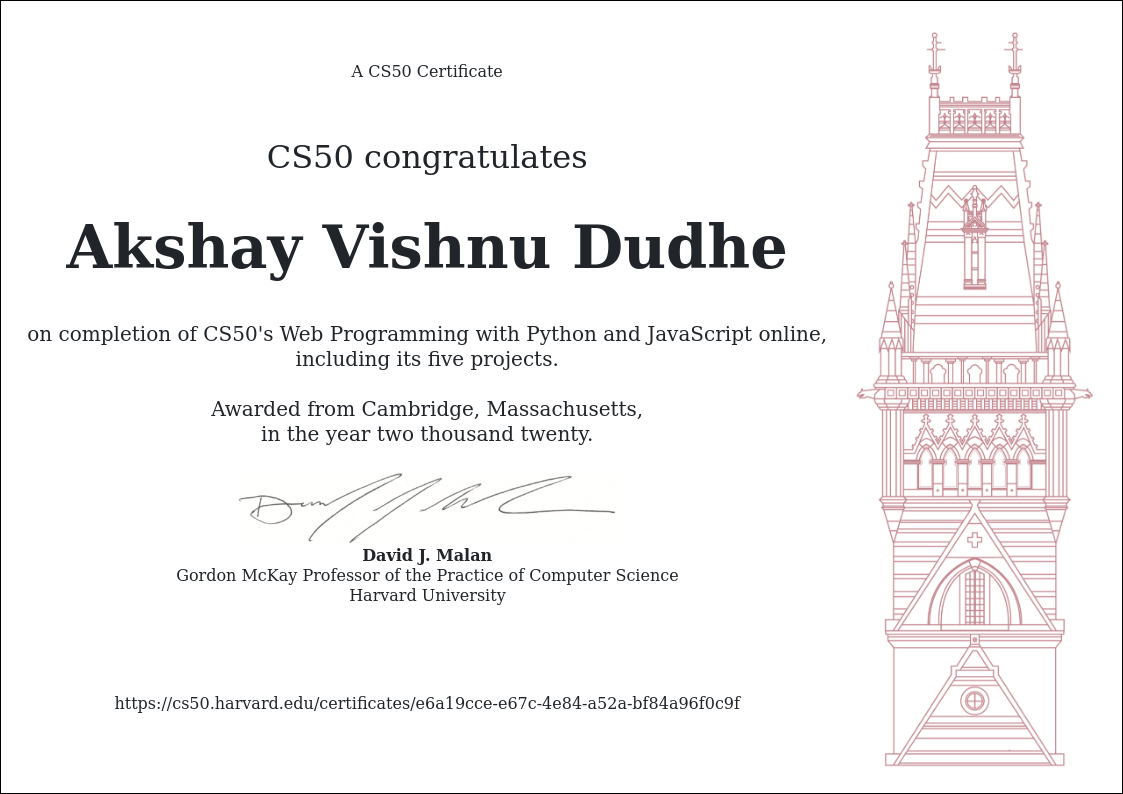 A CS50 Certificate
CS50 congratulates
Akshay Vishnu Dudhe
on completion of CS50's Web Programming with Python and JavaScript online,
including its five projects.
Awarded from Cambridge, Massachusetts,
in the year two thousand twenty.
David J. Malan
Gordon McKay Professor of the Practice of Computer Science
Harvard University
https://cs50.harvard.edu/certificates/e6a19cce-e67c-4e84-a52a-bf84a96f0c9f